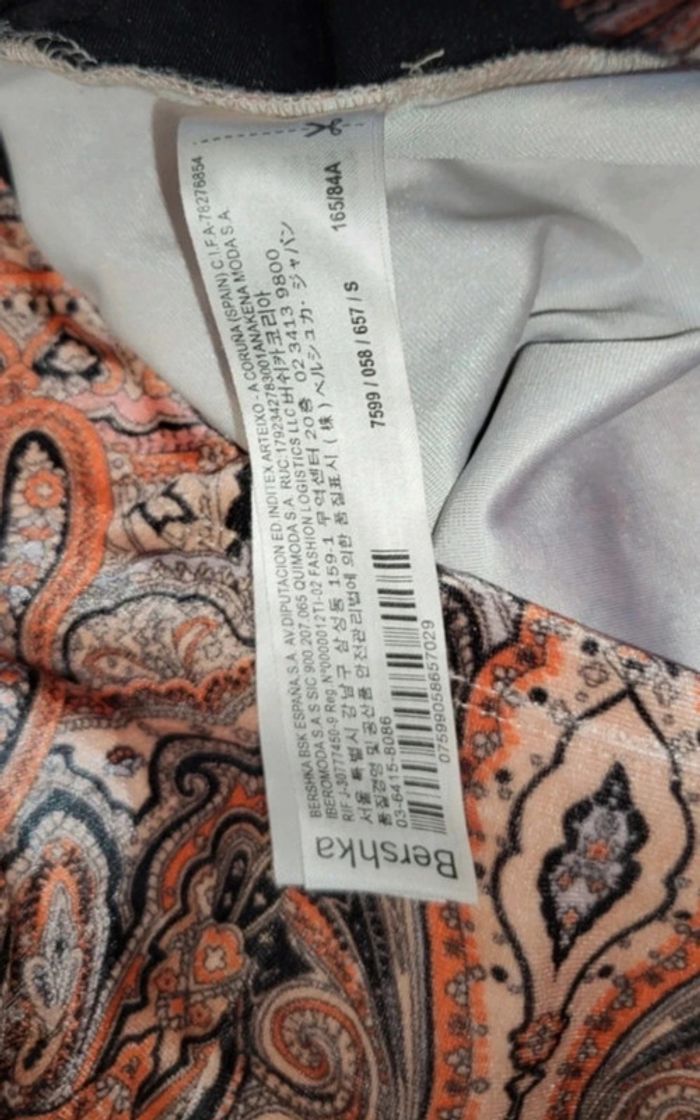 BERSHKA BSK ESPAÑA,S.A. AV.DIPUTACION ED INDITEX ARTEIXO - A CORUÑA (SPAIN) C.I.F.A-78276854
IBEROMODA S.A.S SIC 900.207.065 QUIMODA S.A. RUC:1792342783001ANAKENA MODA S.A
RIF J-30777450-9 Reg.Nº0000012TI-02 FASHION LOGISTICS LLC 버쉬카코리아
서울 특별시 강남구 삼성동 159-1 무역센터 20층 02 3413 9800
품질경영 및 공산품 안전관리법에 의한 품질표시 (株)ベルシュカ・ジャパン
03-6415-8086
7599 / 058 / 657 / S
165/84A
07599058657029
Bershka